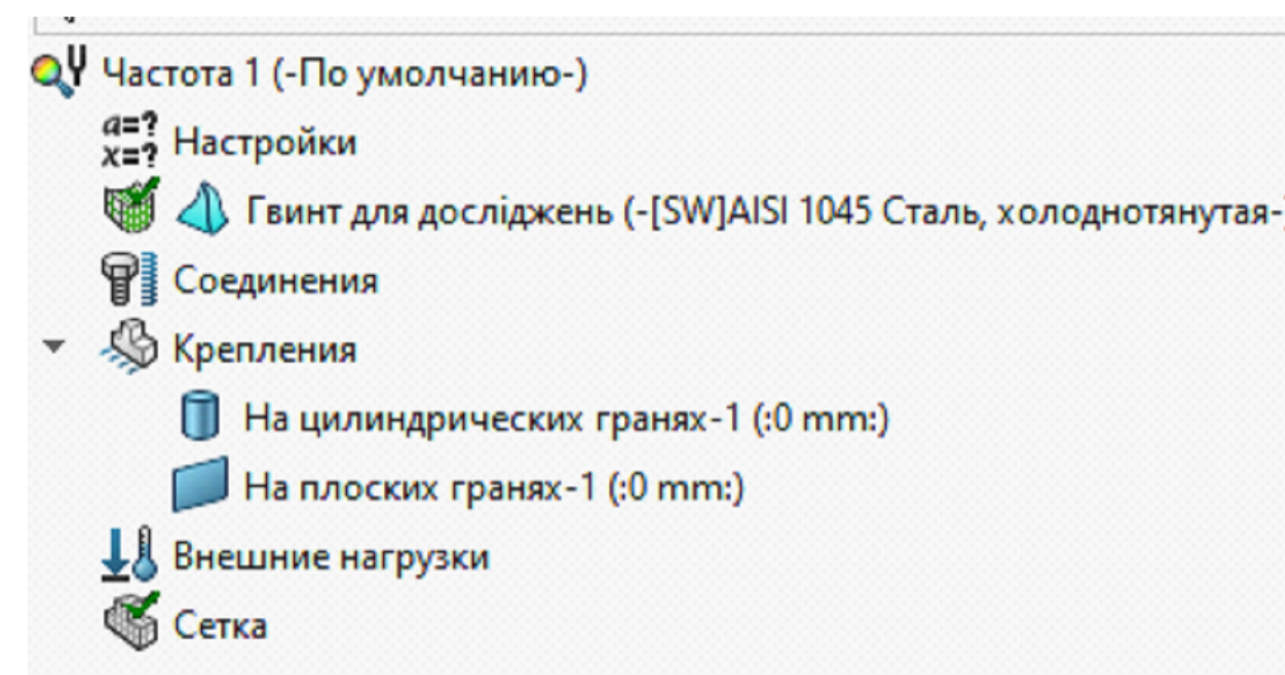 Частота 1 (-По умолчанию-)
a=?
x=?
Настройки
Гвинт для досліджень (-[SW]AISI 1045 Сталь, холоднотянутая-)
Соединения
Крепления
На цилиндрических гранях-1 (:0 mm:)
На плоских гранях-1 (:0 mm:)
Внешние нагрузки
Сетка